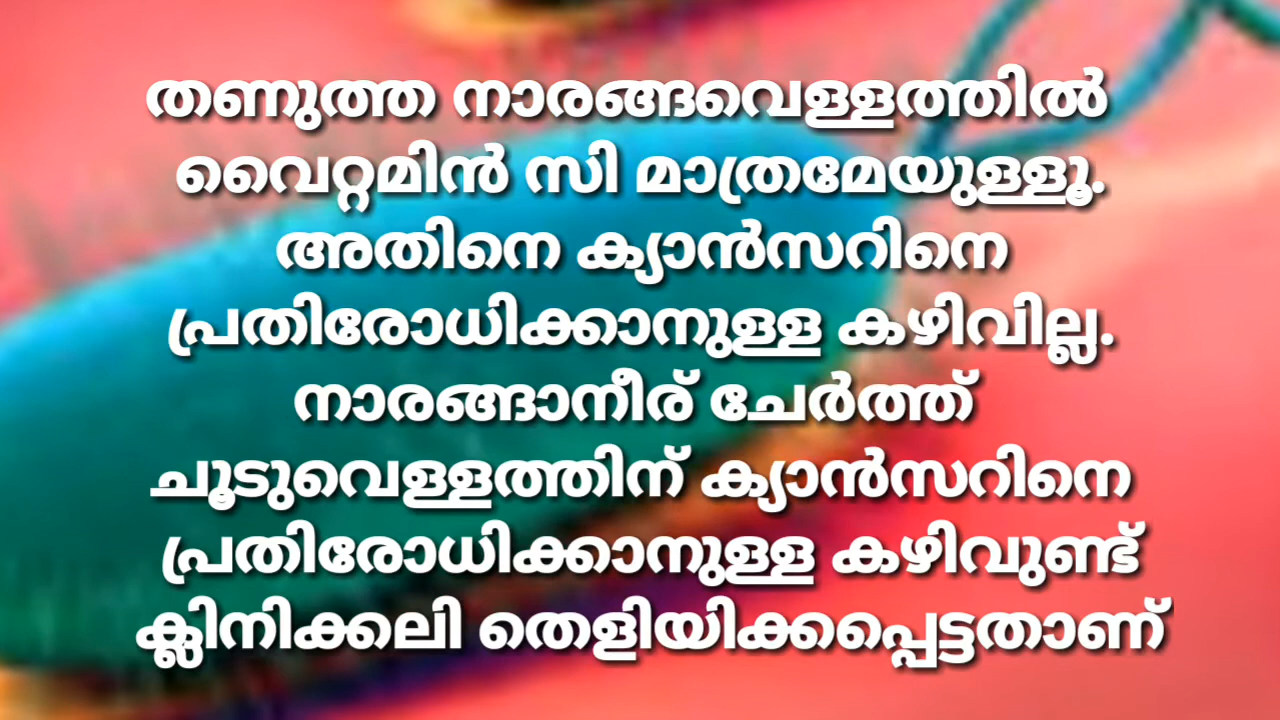 തണുത്ത നാരങ്ങവെള്ളത്തിൽ
വൈറ്റമിൻ സി മാത്രമേയുള്ളൂ.
അതിനെ ക്യാൻസറിനെ
പ്രതിരോധിക്കാനുള്ള കഴിവില്ല.
നാരങ്ങാനീര് ചേർത്ത്
ചൂടുവെള്ളത്തിന് ക്യാൻസറിനെ
പ്രതിരോധിക്കാനുള്ള കഴിവുണ്ട്
ക്ലിനിക്കലി തെളിയിക്കപ്പെട്ടതാണ്